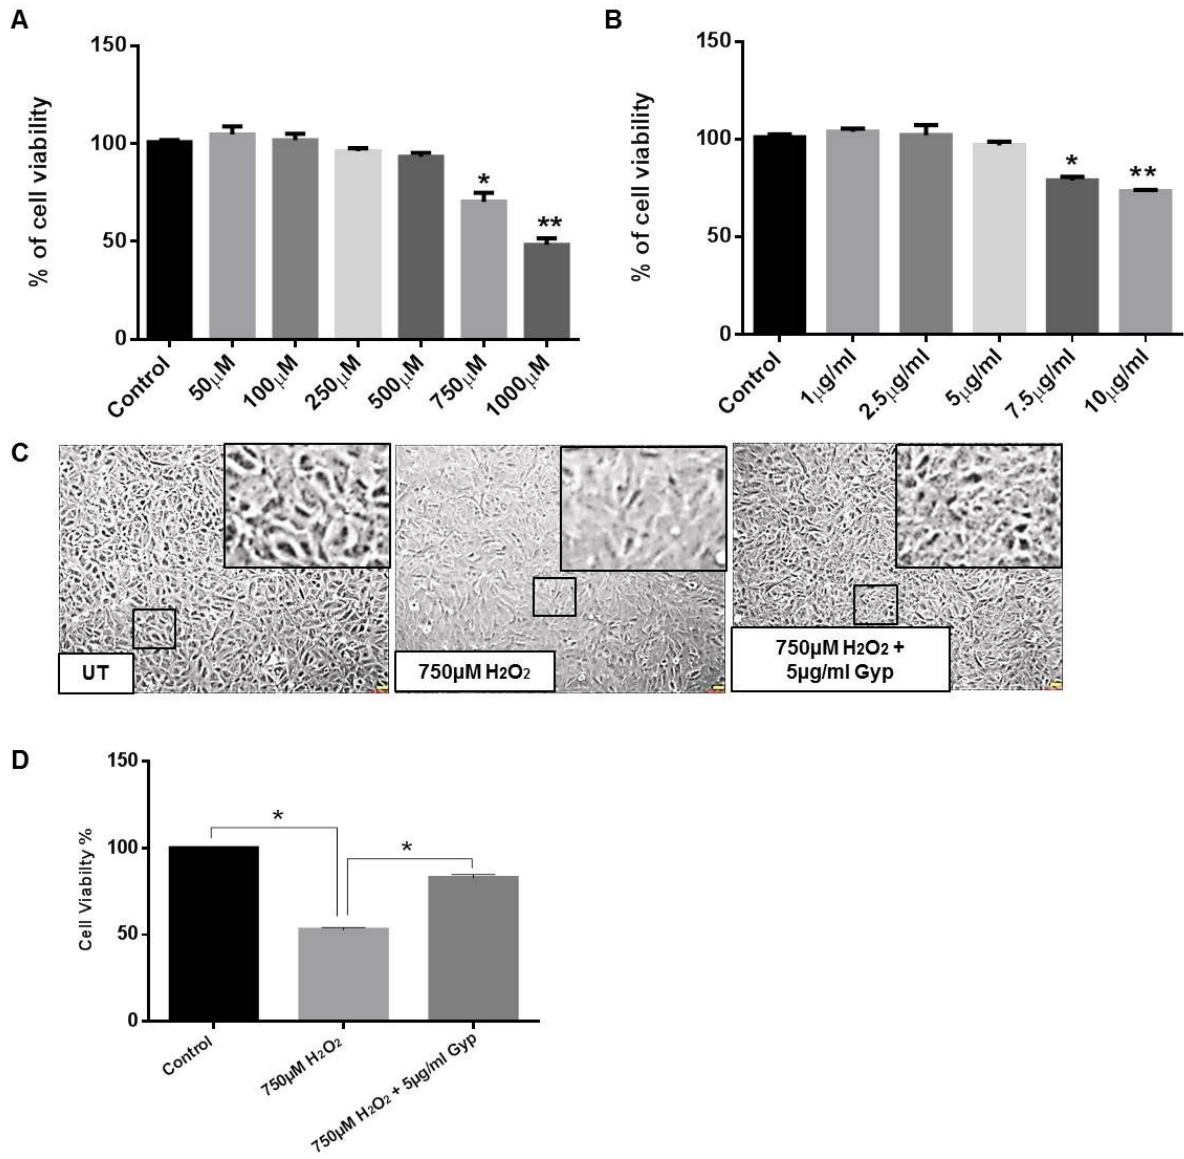 A
% of cell viability
150
100
50
0
*
**
Control
50μM
100μM
250μM
500μM
750μM
1000μM
B
% of cell viability
150
100
50
0
*
**
Control
1μg/ml
2.5μg/ml
5μg/ml
7.5μg/ml
10μg/ml
C
UT
750μM H₂O₂
750μM H₂O₂ +
5μg/ml Gyp
D
Cell Viabilty %
150
100
50
0
*
*
Control
750μM H₂O₂
750μM H₂O₂ + 5μg/ml Gyp